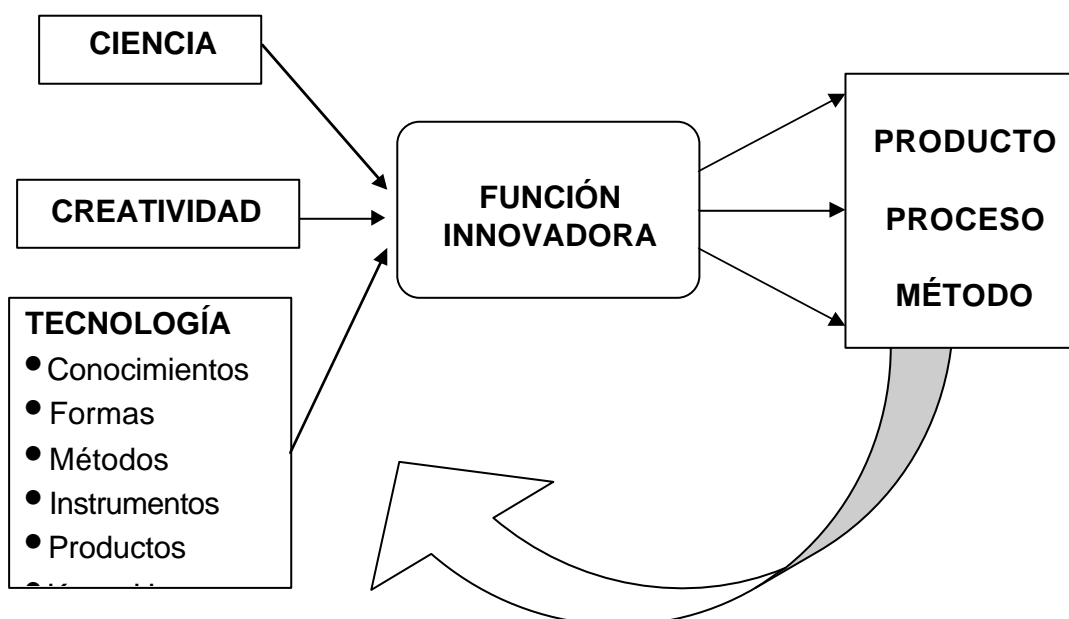 CIENCIA
CREATIVIDAD
TECNOLOGÍA
• Conocimientos
• Formas
• Métodos
• Instrumentos
• Productos
FUNCIÓN
INNOVADORA
PRODUCTO
PROCESO
MÉTODO